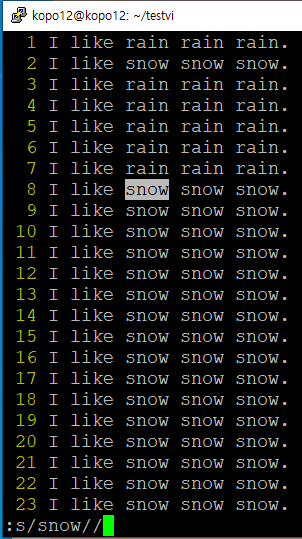 kopo12@kopo12: ~/testvi
1 I like rain rain rain.
2 I like snow snow snow.
3 I like rain rain rain.
4 I like rain rain rain.
5 I like rain rain rain.
6 I like rain rain rain.
7 I like rain rain rain.
8 I like snow snow snow.
9 I like snow snow snow.
10 I like snow snow snow.
11 I like snow snow snow.
12 I like snow snow snow.
13 I like snow snow snow.
14 I like snow snow snow.
15 I like snow snow snow.
16 I like snow snow snow.
17 I like snow snow snow.
18 I like snow snow snow.
19 I like snow snow snow.
20 I like snow snow snow.
21 I like snow snow snow.
22 I like snow snow snow.
23 I like snow snow snow.
:s/snow//